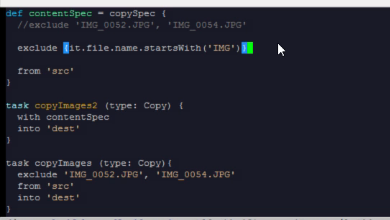 def contentSpec = copySpec {
//exclude 'IMG_0052.JPG', 'IMG_0054.JPG'
exclude {it.file.name.startsWith('IMG')}
from 'src'
}
task copyImages2 (type: Copy) {
with contentSpec
into 'dest'
}
task copyImages (type: Copy){
exclude 'IMG_0052.JPG', 'IMG_0054.JPG'
from 'src'
into 'dest'
}